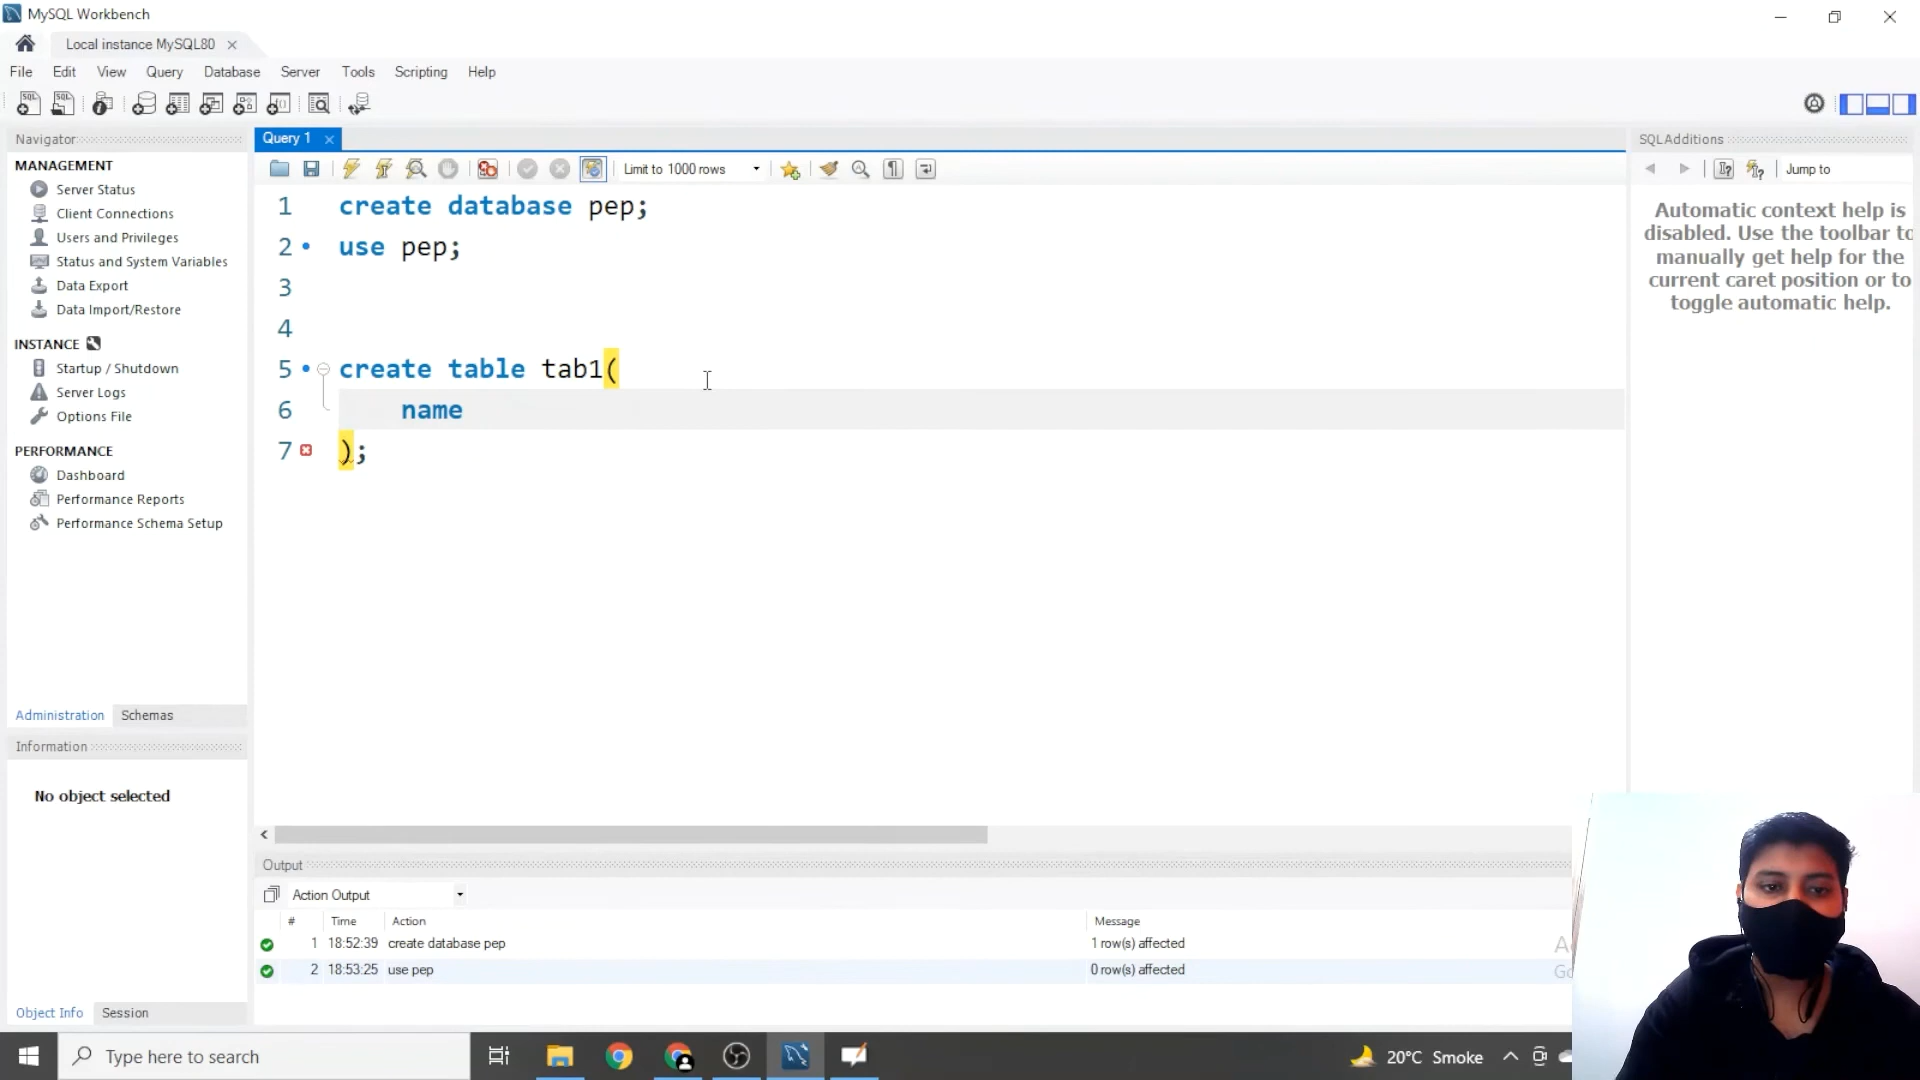 MySQL Workbench
Local instance MySQL80
File Edit View Query Database Server Tools Scripting Help
Navigator
MANAGEMENT
Server Status
Client Connections
Users and Privileges
Status and System Variables
Data Export
Data Import/Restore
INSTANCE
Startup / Shutdown
Server Logs
Options File
PERFORMANCE
Dashboard
Performance Reports
Performance Schema Setup
Administration Schemas
Information
No object selected
Object Info Session
Query 1
Limit to 1000 rows
1 create database pep;
2 use pep;
3
4
5 create table tab1(
6 name
7 );
SQLAdditions
Jump to
Automatic context help is
disabled. Use the toolbar to
manually get help for the
current caret position or to
toggle automatic help.
Output
Action Output
# Time Action Message
1 18:52:39 create database pep 1 row(s) affected
2 18:53:25 use pep 0 row(s) affected
Type here to search
20°C Smoke